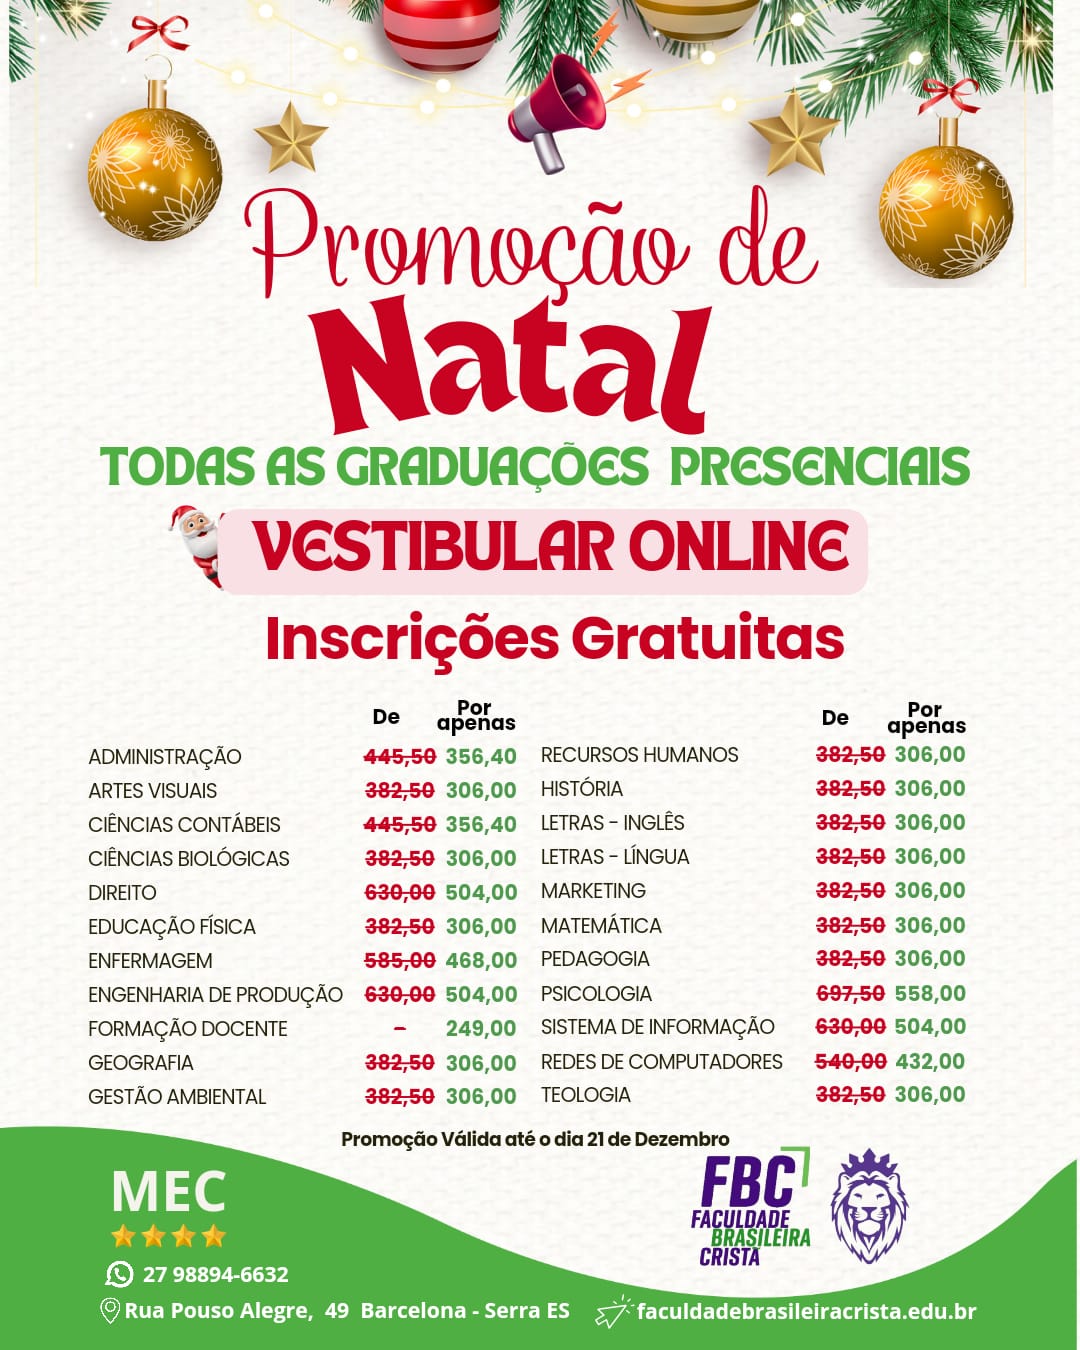 Promoção de
Natal
TODAS AS GRADUAÇÕES PRESENCIAIS
VESTIBULAR ONLINE
Inscrições Gratuitas
De Por apenas
ADMINISTRAÇÃO 445,50 356,40
ARTES VISUAIS 382,50 306,00
CIÊNCIAS CONTÁBEIS 445,50 356,40
CIÊNCIAS BIOLÓGICAS 382,50 306,00
DIREITO 630,00 504,00
EDUCAÇÃO FÍSICA 382,50 306,00
ENFERMAGEM 585,00 468,00
ENGENHARIA DE PRODUÇÃO 630,00 504,00
FORMAÇÃO DOCENTE - 249,00
GEOGRAFIA 382,50 306,00
GESTÃO AMBIENTAL 382,50 306,00
De Por apenas
RECURSOS HUMANOS 382,50 306,00
HISTÓRIA 382,50 306,00
LETRAS - INGLÊS 382,50 306,00
LETRAS - LÍNGUA 382,50 306,00
MARKETING 382,50 306,00
MATEMÁTICA 382,50 306,00
PEDAGOGIA 382,50 306,00
PSICOLOGIA 697,50 558,00
SISTEMA DE INFORMAÇÃO 630,00 504,00
REDES DE COMPUTADORES 540,00 432,00
TEOLOGIA 382,50 306,00
Promoção Válida até o dia 21 de Dezembro
MEC
27 98894-6632
Rua Pouso Alegre, 49 Barcelona - Serra ES
FBC
FACULDADE
BRASILEIRA
CRISTÃ
faculdadebrasileiracrista.edu.br